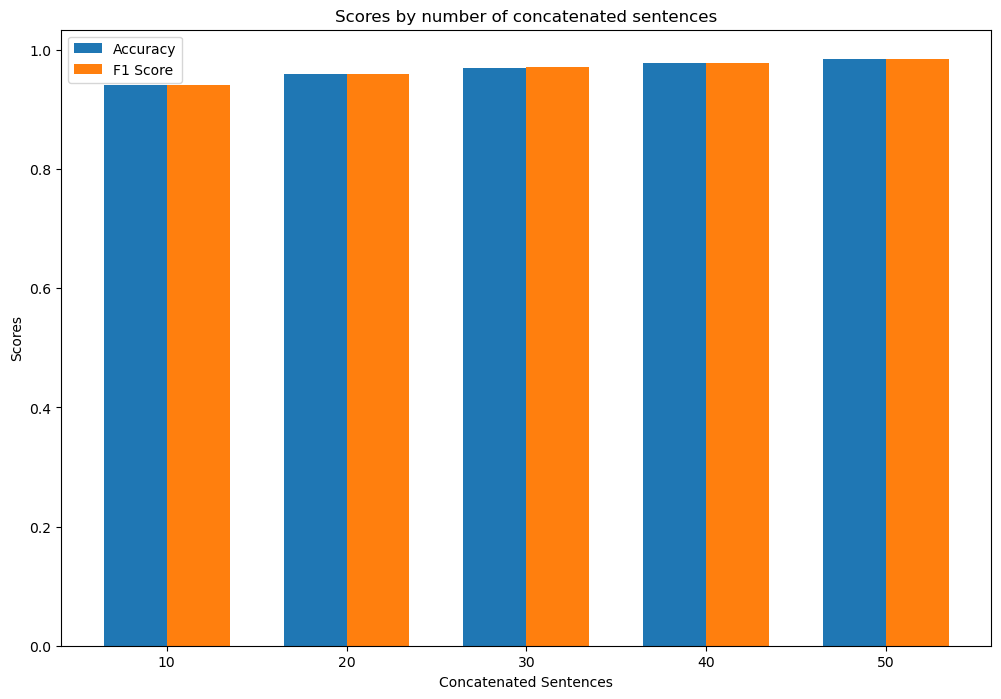 Scores by number of concatenated sentences
Accuracy
F1 Score
Scores
1.0
0.8
0.6
0.4
0.2
0.0
10 20 30 40 50
Concatenated Sentences